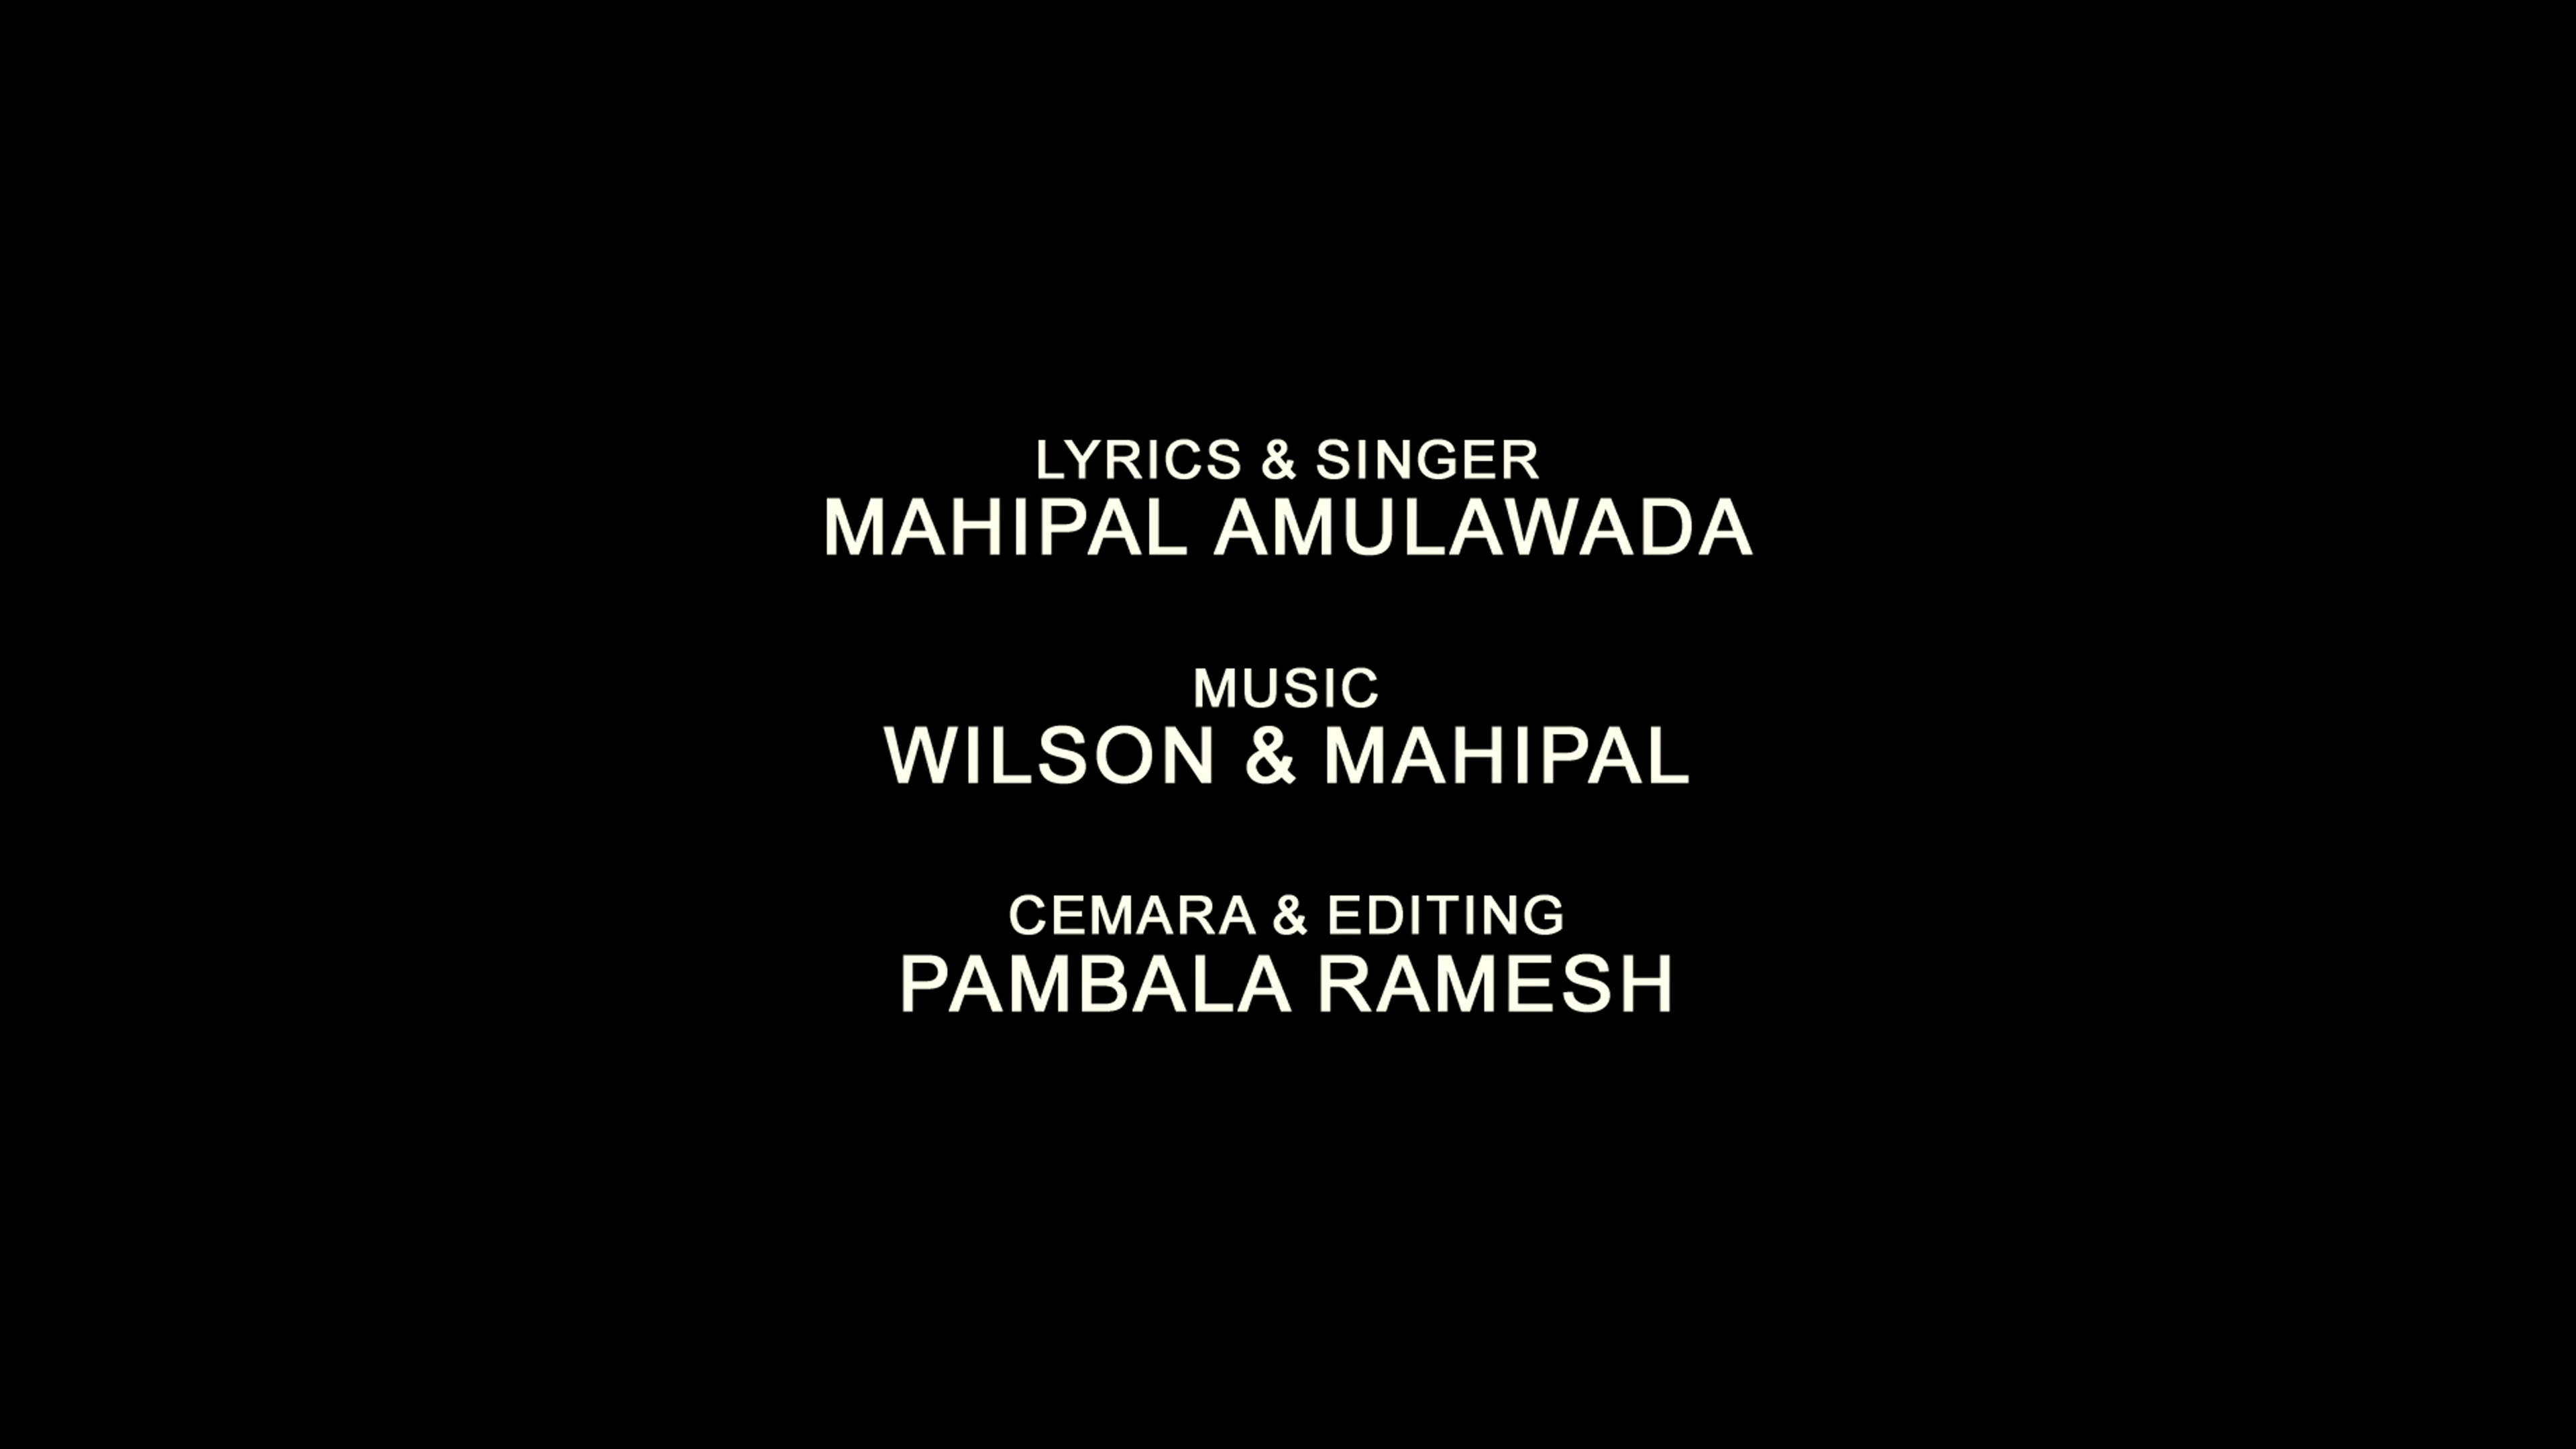 LYRICS & SINGER
MAHIPAL AMULAWADA
MUSIC
WILSON & MAHIPAL
CEMARA & EDITING
PAMBALA RAMESH